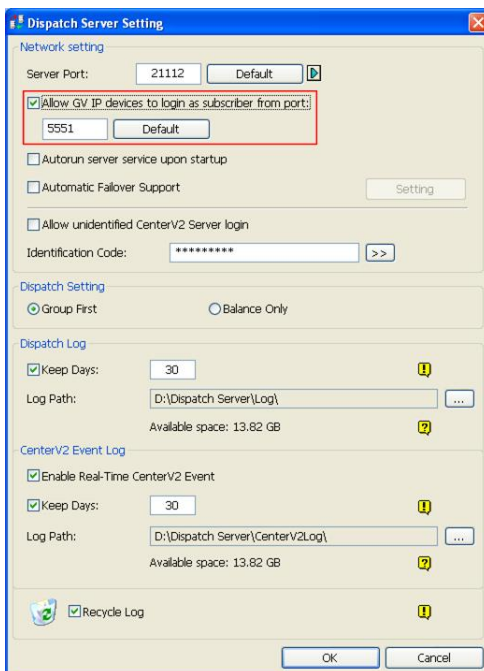 Dispatch Server Setting
Network setting
Server Port: 21112 Default
Allow GV IP devices to login as subscriber from port:
5551 Default
Autorun server service upon startup
Automatic Failover Support Setting
Allow unidentified CenterV2 Server login
Identification Code: ********* >>
Dispatch Setting
Group First Balance Only
Dispatch Log
Keep Days: 30
Log Path: D:\Dispatch Server\Log\ ...
Available space: 13.82 GB
CenterV2 Event Log
Enable Real-Time CenterV2 Event
Keep Days: 30
Log Path: D:\Dispatch Server\CenterV2Log\ ...
Available space: 13.82 GB
Recycle Log
OK Cancel